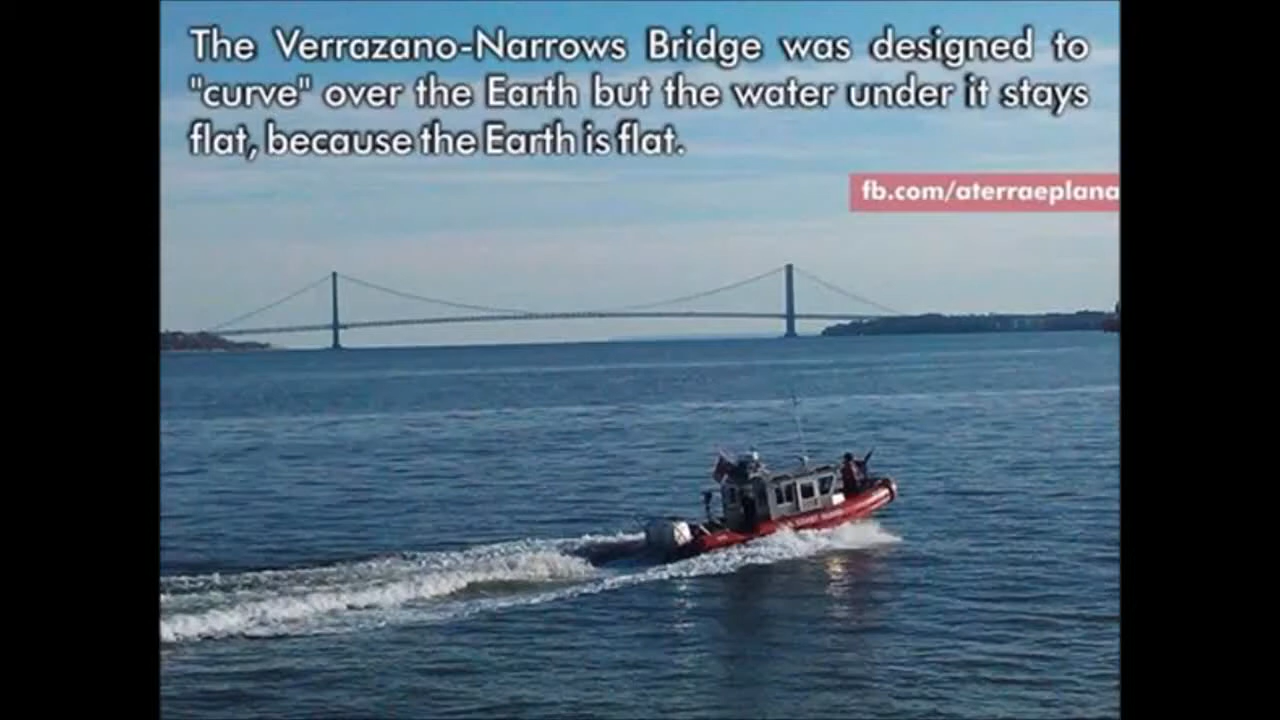 The Verrazano-Narrows Bridge was designed to
"curve" over the Earth but the water under it stays
flat, because the Earth is flat.
fb.com/aterraeplana